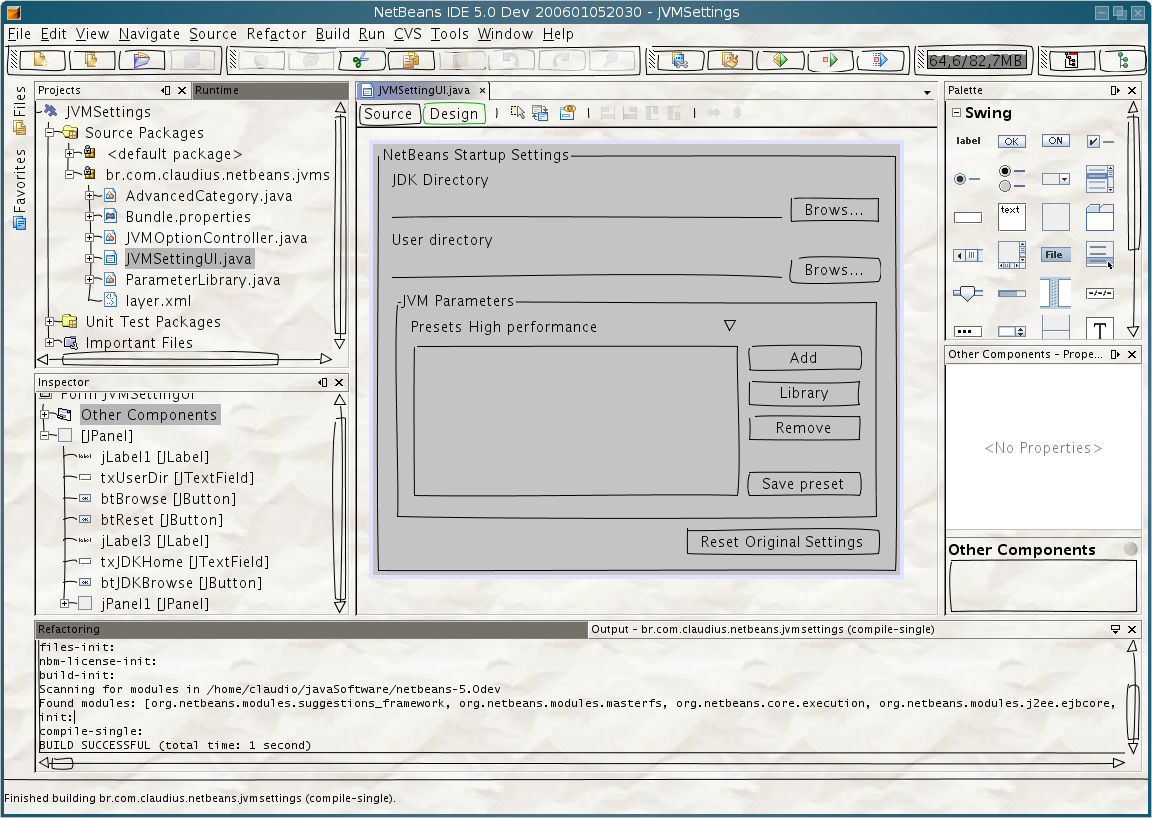 NetBeans IDE 5.0 Dev 200601052030 - JVMSettings
File Edit View Navigate Source Refactor Build Run CVS Tools Window Help
64,6/82,7MB
Files
Favorites
Projects
Runtime
JVMSettings
Source Packages
<default package>
br.com.claudius.netbeans.jvms
AdvancedCategory.java
Bundle.properties
JVMOptionController.java
JVMSettingUI.java
ParameterLibrary.java
layer.xml
Unit Test Packages
Important Files
Inspector
Form JVMSettingUI
Other Components
[JPanel]
jLabel1 [JLabel]
txUserDir [JTextField]
btBrowse [JButton]
btReset [JButton]
jLabel3 [JLabel]
txJDKHome [JTextField]
btJDKBrowse [JButton]
jPanel1 [JPanel]
JVMSettingUI.java
Source Design
NetBeans Startup Settings
JDK Directory
Brows...
User directory
Brows...
JVM Parameters
Presets High performance
Add
Library
Remove
Save preset
Reset Original Settings
Palette
Swing
label OK ON
text
File
T
Other Components - Prope...
<No Properties>
Other Components
Refactoring
Output - br.com.claudius.netbeans.jvmsettings (compile-single)
files-init:
nbm-license-init:
build-init:
Scanning for modules in /home/claudio/javaSoftware/netbeans-5.0dev
Found modules: [org.netbeans.modules.suggestions_framework, org.netbeans.modules.masterfs, org.netbeans.core.execution, org.netbeans.modules.j2ee.ejbcore,
init:
compile-single:
BUILD SUCCESSFUL (total time: 1 second)
Finished building br.com.claudius.netbeans.jvmsettings (compile-single).